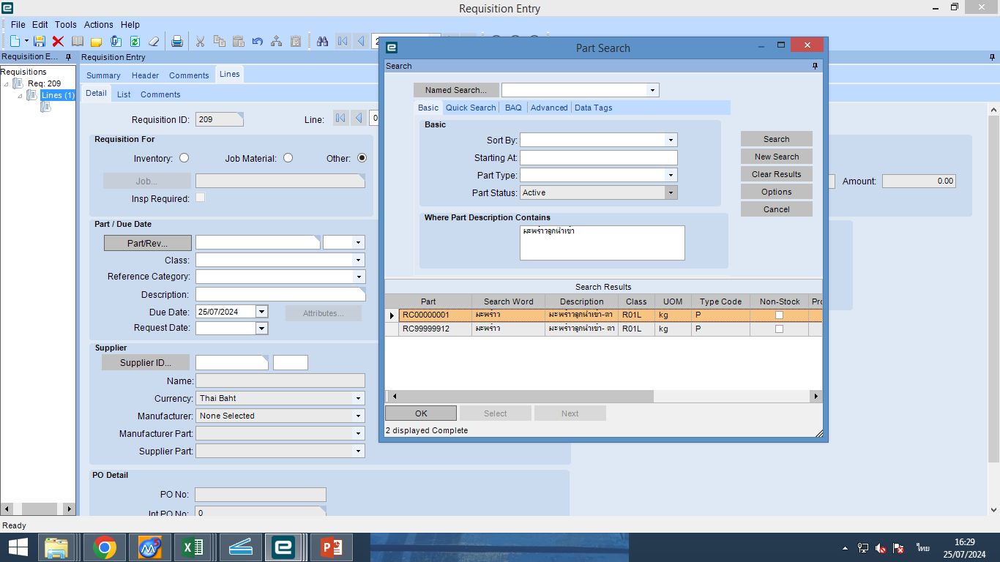 Requisition Entry
File Edit Tools Actions Help
Requisition E... Requisition Entry
Requisitions
Req: 209
Lines (1)
Summary Header Comments Lines
Detail List Comments
Requisition ID: 209 Line: 0
Requisition For
Inventory: Job Material: Other:
Job...
Insp Required:
Amount: 0.00
Part / Due Date
Part/Rev...
Class:
Reference Category:
Description:
Due Date: 25/07/2024 Attributes...
Request Date:
Supplier
Supplier ID...
Name:
Currency: Thai Baht
Manufacturer: None Selected
Manufacturer Part:
Supplier Part:
PO Detail
PO No:
Int PO No: 0
Part Search
Search
Named Search...
Basic Quick Search BAQ Advanced Data Tags
Basic
Sort By:
Starting At:
Part Type:
Part Status: Active
Search
New Search
Clear Results
Options
Cancel
Where Part Description Contains
มะพร้าวลูกนำเข้า
Search Results
Part Search Word Description Class UOM Type Code Non-Stock Pro
RC00000001 มะพร้าว มะพร้าวลูกนำเข้า-ตา R01L kg P
RC99999912 มะพร้าว มะพร้าวลูกนำเข้า- ตา R01L kg P
OK Select Next
2 displayed Complete
Ready
ไทย
16:29
25/07/2024